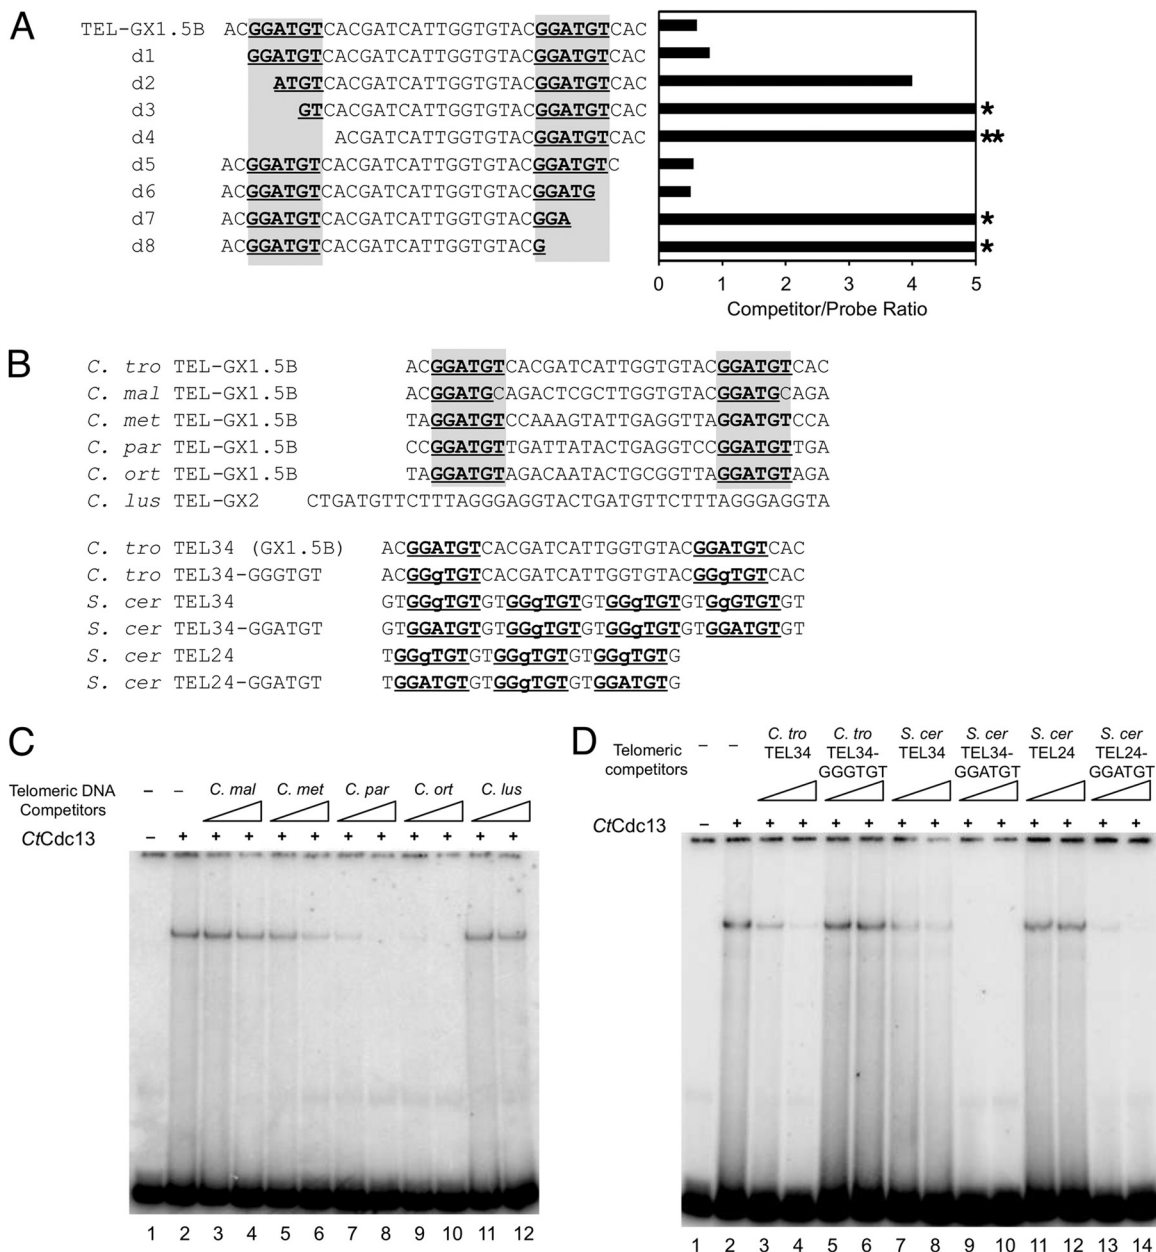 A
TEL-GX1.5B ACGGATGTCACGATCATTGGTGTACGGATGTCAC
d1 GGATGTCACGATCATTGGTGTACGGATGTCAC
d2 ATGTCACGATCATTGGTGTACGGATGTCAC
d3 GTCACGATCATTGGTGTACGGATGTCAC *
d4 ACGATCATTGGTGTACGGATGTCAC **
d5 ACGGATGTCACGATCATTGGTGTACGGATGTC
d6 ACGGATGTCACGATCATTGGTGTACGGATG
d7 ACGGATGTCACGATCATTGGTGTACGGA *
d8 ACGGATGTCACGATCATTGGTGTACG *
0 1 2 3 4 5
Competitor/Probe Ratio
B
C. tro TEL-GX1.5B ACGGATGTCACGATCATTGGTGTACGGATGTCAC
C. mal TEL-GX1.5B ACGGATGCAGACTCGCTTGGTGTACGGATGCAGA
C. met TEL-GX1.5B TAGGATGTCCAAAGTATTGAGGTTAGGATGTCCA
C. par TEL-GX1.5B CCGGATGTTGATTATACTGAGGTCCGGATGTTGA
C. ort TEL-GX1.5B TAGGATGTAGACAATACTGCGGTTAGGATGTAGA
C. lus TEL-GX2 CTGATGTTCTTTAGGGAGGTACTGATGTTCTTTAGGGAGGTA
C. tro TEL34 (GX1.5B) ACGGATGTCACGATCATTGGTGTACGGATGTCAC
C. tro TEL34-GGGTGT ACGGgTGTCACGATCATTGGTGTACGGgTGTCAC
S. cer TEL34 GTGGgTGTGTGGgTGTGTGGgTGTGTGgGTGTGT
S. cer TEL34-GGATGT GTGGATGTGTGGgTGTGTGGgTGTGTGGATGTGT
S. cer TEL24 TGGgTGTGTGGgTGTGTGGgTGTG
S. cer TEL24-GGATGT TGGATGTGTGGgTGTGTGGATGTG
C
Telomeric DNA Competitors – – C. mal C. met C. par C. ort C. lus
CtCdc13 – + + + + + + + + + + +
1 2 3 4 5 6 7 8 9 10 11 12
D
Telomeric competitors – – C. tro TEL34 C. tro TEL34-GGGTGT S. cer TEL34 S. cer TEL34-GGATGT S. cer TEL24 S. cer TEL24-GGATGT
CtCdc13 – + + + + + + + + + + + + +
1 2 3 4 5 6 7 8 9 10 11 12 13 14